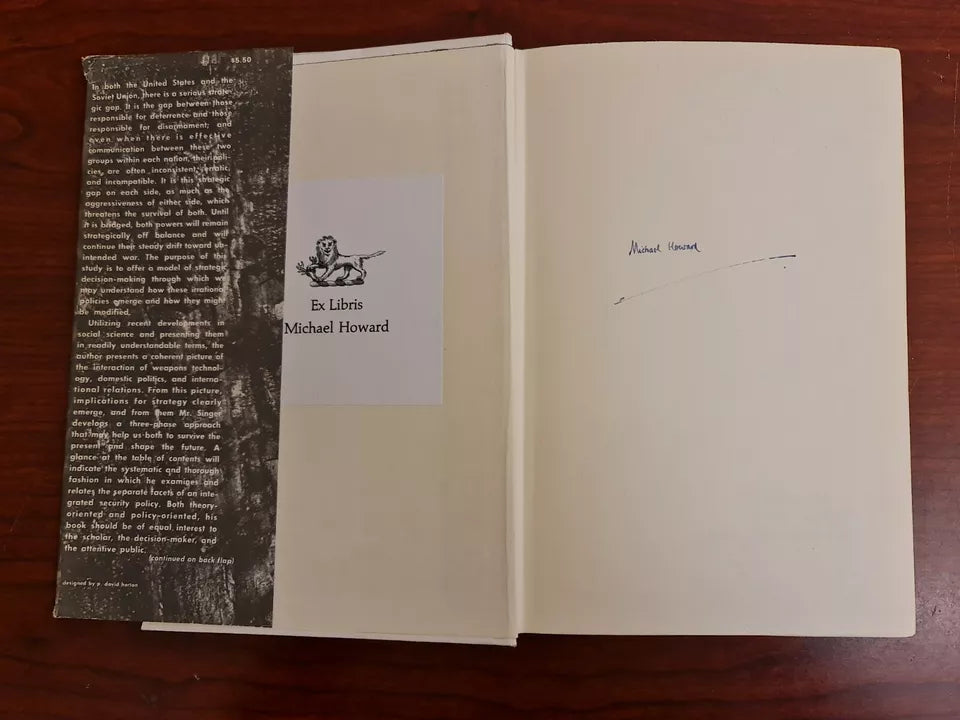 $5.50
In both the United States and the
Soviet Union, there is a serious strate-
gic gap. It is the gap between those
responsible for deterrence and those
responsible for disarmament; and
even when there is effective
communication between these two
groups within each nation, their poli-
cies are often inconsistent, erratic,
and incompatible. It is this strategic
gap on each side, as much as the
aggressiveness of either side, which
threatens the survival of both. Until
it is bridged, both powers will remain
strategically off balance and will
continue their steady drift toward un-
intended war. The purpose of this
study is to offer a model of strategic
decision-making through which we
may understand how these irrational
policies emerge and how they might
be modified.
Utilizing recent developments in
social science and presenting them
in readily understandable terms, the
author presents a coherent picture of
the interaction of weapons technol-
ogy, domestic politics, and interna-
tional relations. From this picture,
implications for strategy clearly
emerge, and from them Mr. Singer
develops a three-phase approach
that may help us both to survive the
present and shape the future. A
glance at the table of contents will
indicate the systematic and thorough
fashion in which he examines and
relates the separate facets of an inte-
grated security policy. Both theory-
oriented and policy-oriented, his
book should be of equal interest to
the scholar, the decision-maker, and
the attentive public.
(continued on back flap)
designed by p. david horton
Ex Libris
Michael Howard
Michael Howard